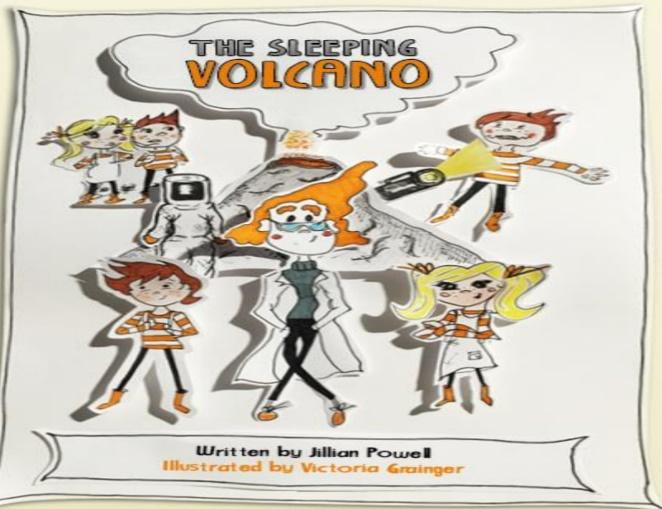 THE SLEEPING
VOLCANO
Written by Jillian Powell
Illustrated by Victoria Grainger